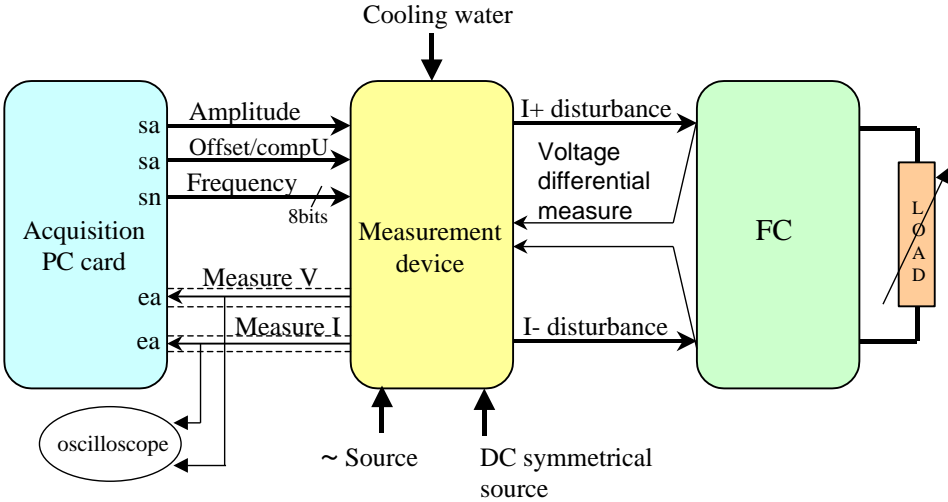 Cooling water
Amplitude
sa
Offset/compU
sa
Frequency
sn
8bits
Acquisition
PC card
Measure V
ea
Measure I
ea
oscilloscope
Measurement
device
~ Source
DC symmetrical
source
I+ disturbance
Voltage
differential
measure
I- disturbance
FC
LOAD